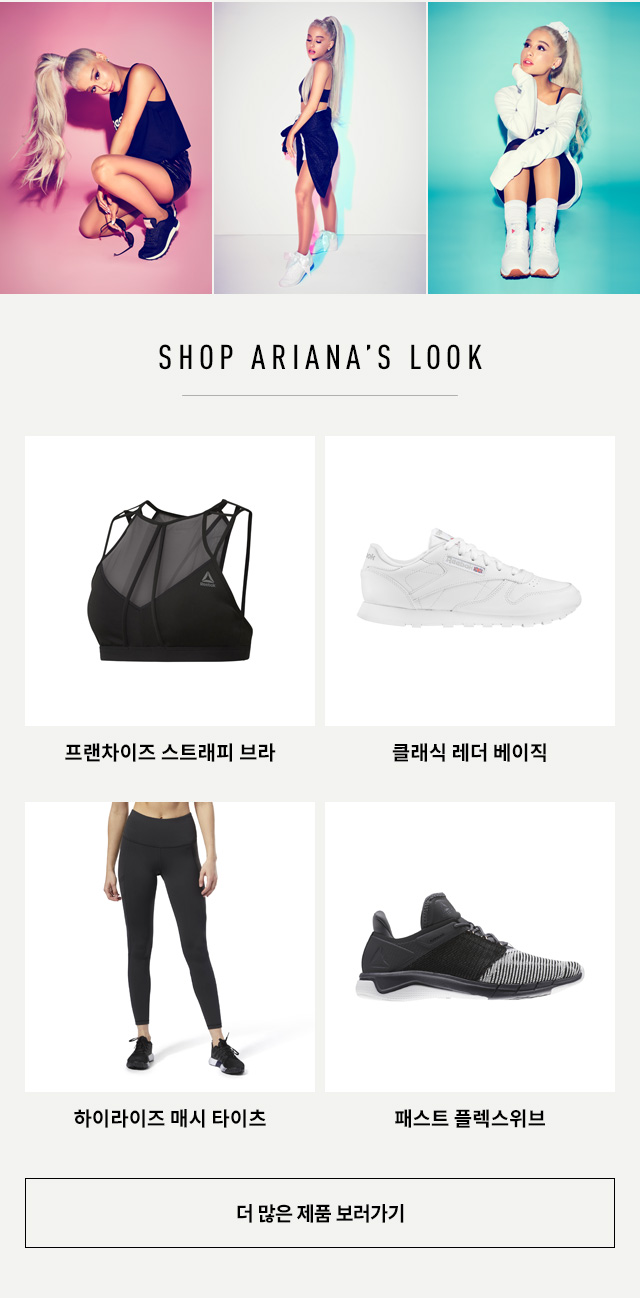 SHOP ARIANA'S LOOK
프랜차이즈 스트래피 브라
클래식 레더 베이직
하이라이즈 매시 타이츠
패스트 플렉스위브
더 많은 제품 보러가기